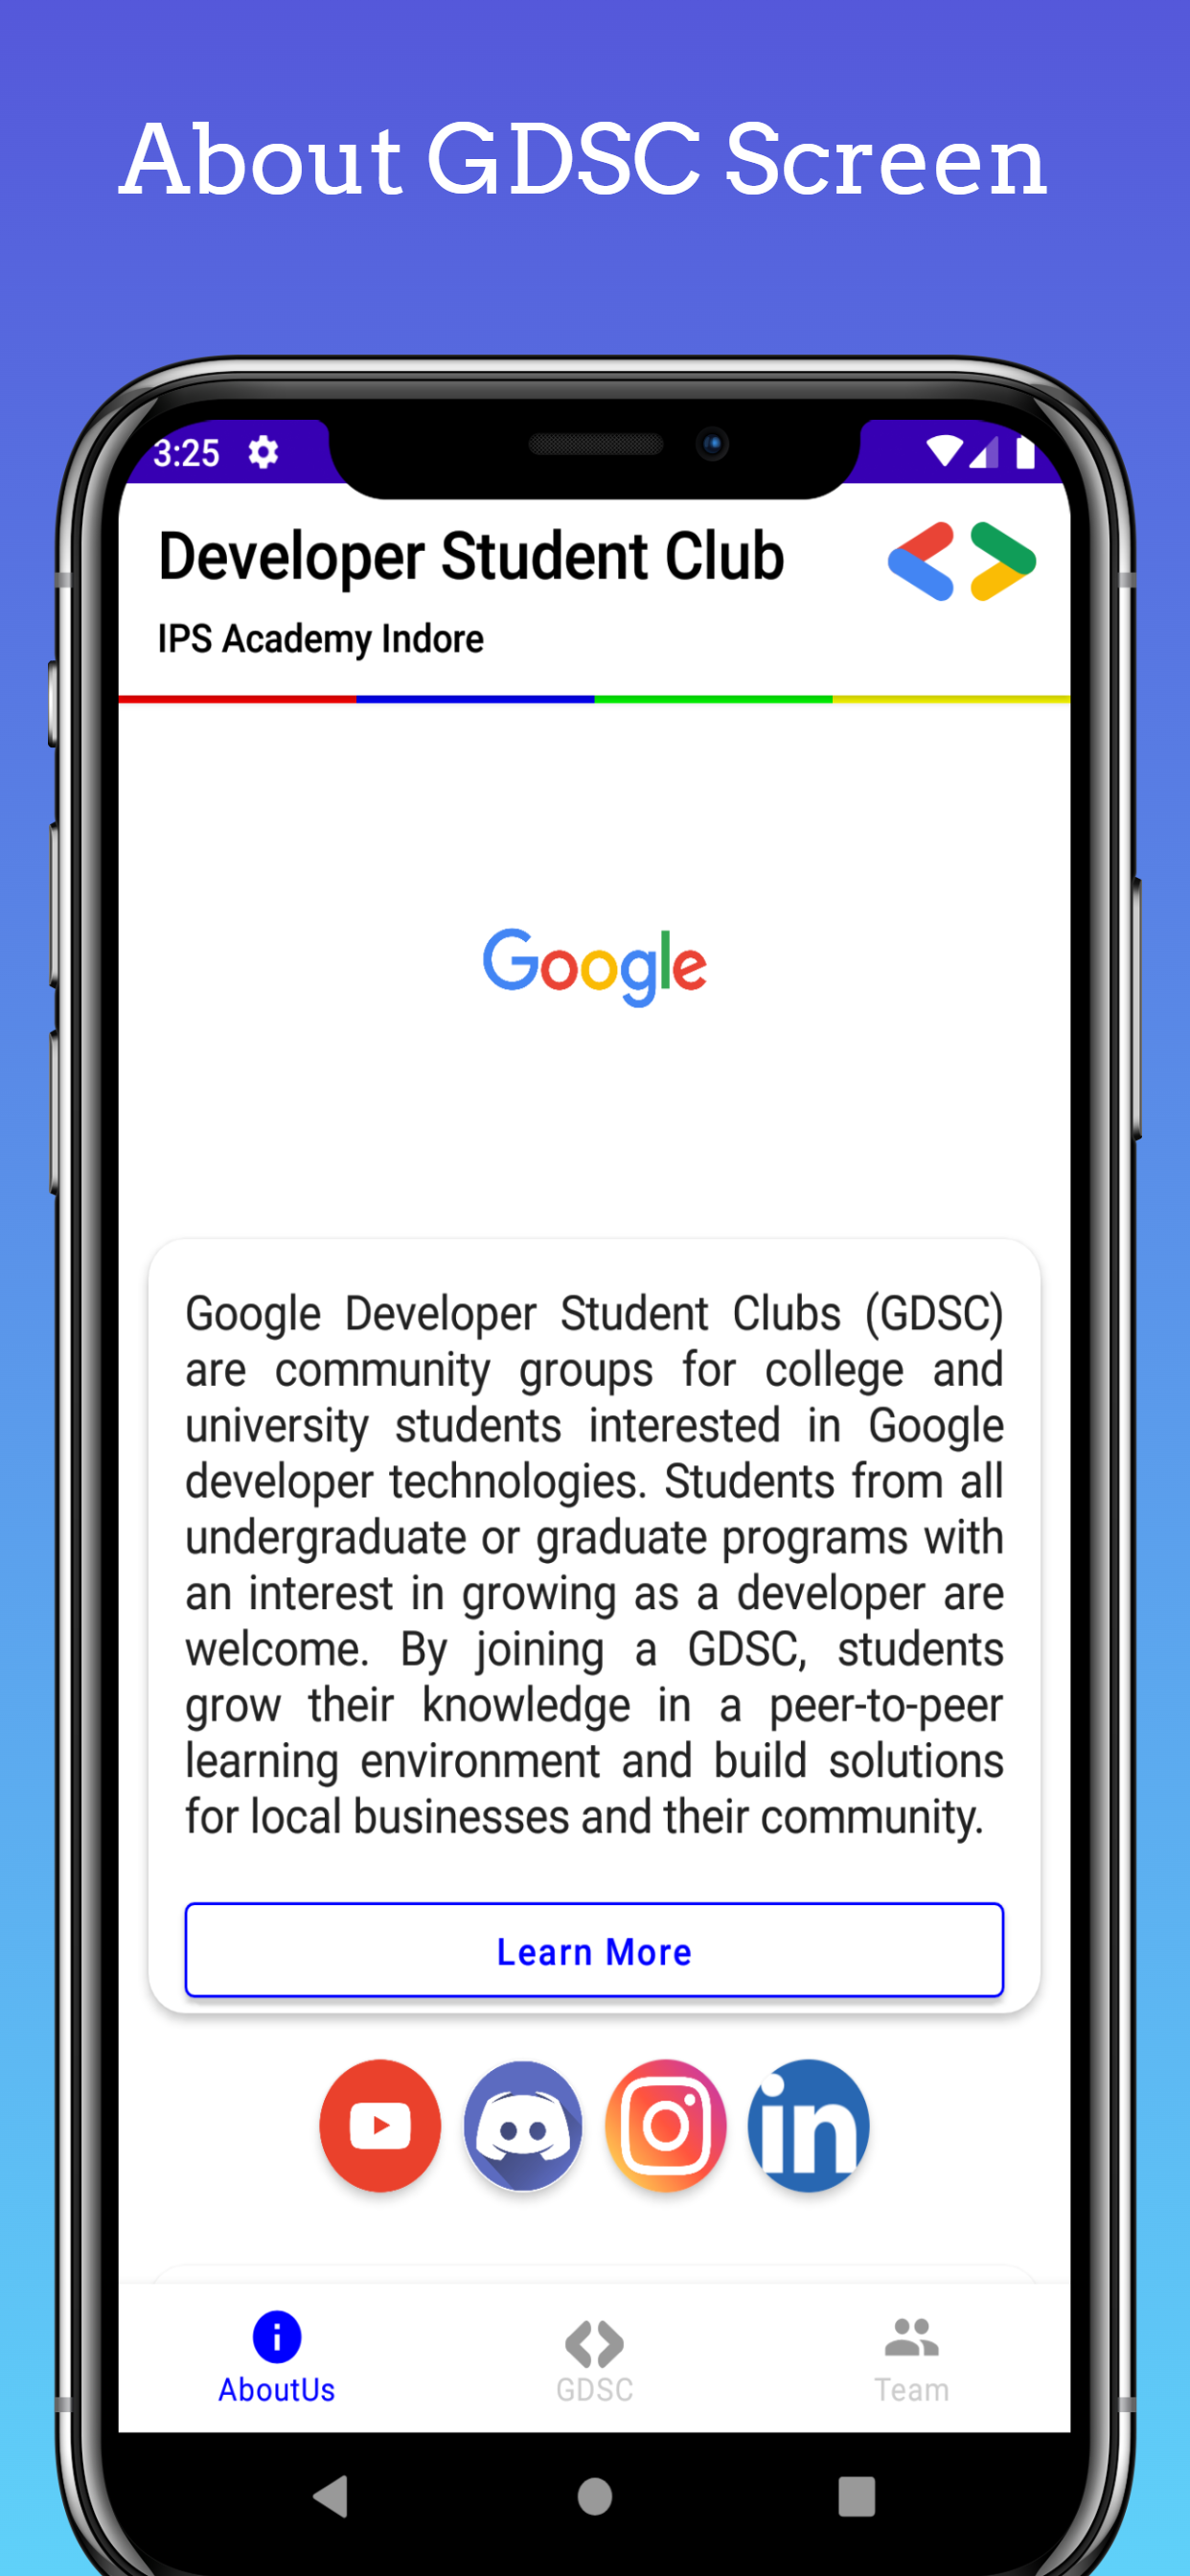 About GDSC Screen
3:25
Developer Student Club
IPS Academy Indore
Google
Google Developer Student Clubs (GDSC)
are community groups for college and
university students interested in Google
developer technologies. Students from all
undergraduate or graduate programs with
an interest in growing as a developer are
welcome. By joining a GDSC, students
grow their knowledge in a peer-to-peer
learning environment and build solutions
for local businesses and their community.
Learn More
in
AboutUs GDSC Team